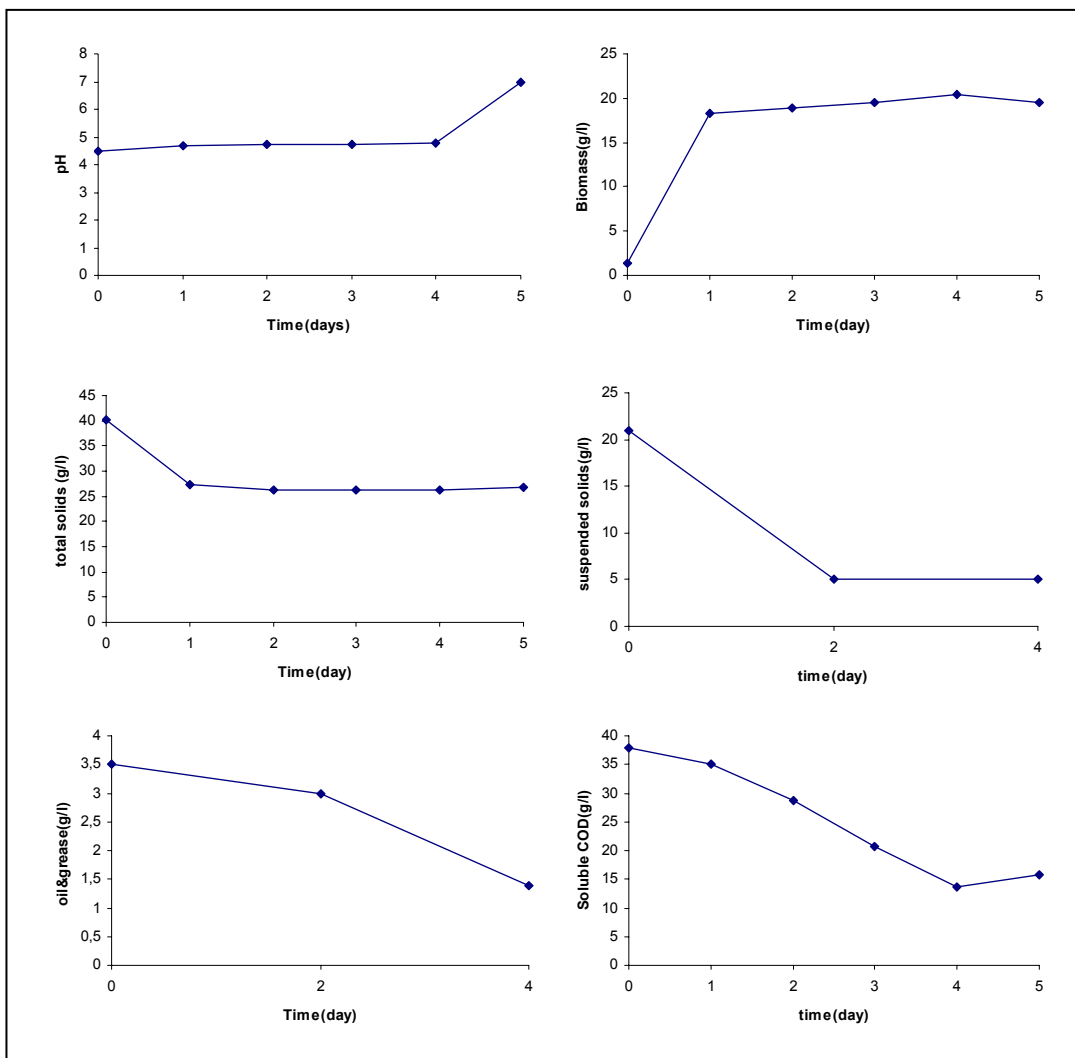 pH
8
7
6
5
4
3
2
1
0
0 1 2 3 4 5
Time(days)
Biomass(g/l)
25
20
15
10
5
0
0 1 2 3 4 5
Time(day)
total solids (g/l)
45
40
35
30
25
20
15
10
5
0
0 1 2 3 4 5
Time(day)
suspended solids(g/l)
25
20
15
10
5
0
0 2 4
time(day)
oil&grease(g/l)
4
3,5
3
2,5
2
1,5
1
0,5
0
0 2 4
Time(day)
Soluble COD(g/l)
40
35
30
25
20
15
10
5
0
0 1 2 3 4 5
time(day)